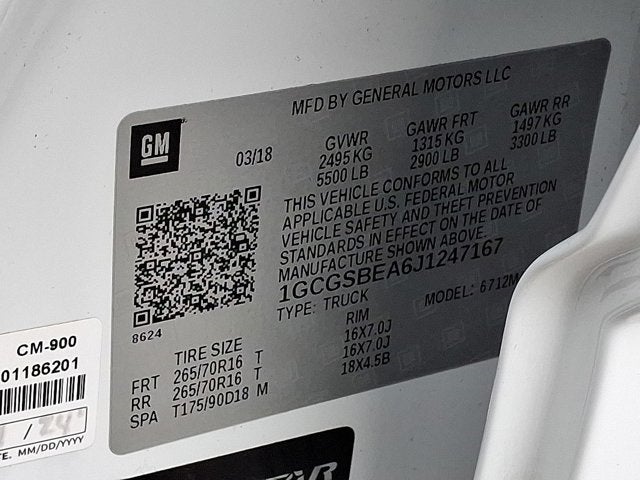 MFD BY GENERAL MOTORS LLC
GM
03/18
GVWR
2495 KG
5500 LB
GAWR FRT
1315 KG
2900 LB
GAWR RR
1497 KG
3300 LB
THIS VEHICLE CONFORMS TO ALL
APPLICABLE U.S. FEDERAL MOTOR
VEHICLE SAFETY AND THEFT PREVENTION
STANDARDS IN EFFECT ON THE DATE OF
MANUFACTURE SHOWN ABOVE.
1GCGSBEA6J1247167
TYPE: TRUCK
MODEL: 6712M
8624
TIRE SIZE RIM
FRT 265/70R16 T 16X7.0J
RR 265/70R16 T 16X7.0J
SPA T175/90D18 M 18X4.5B
CM-900
01186201
MM/DD/YYYY